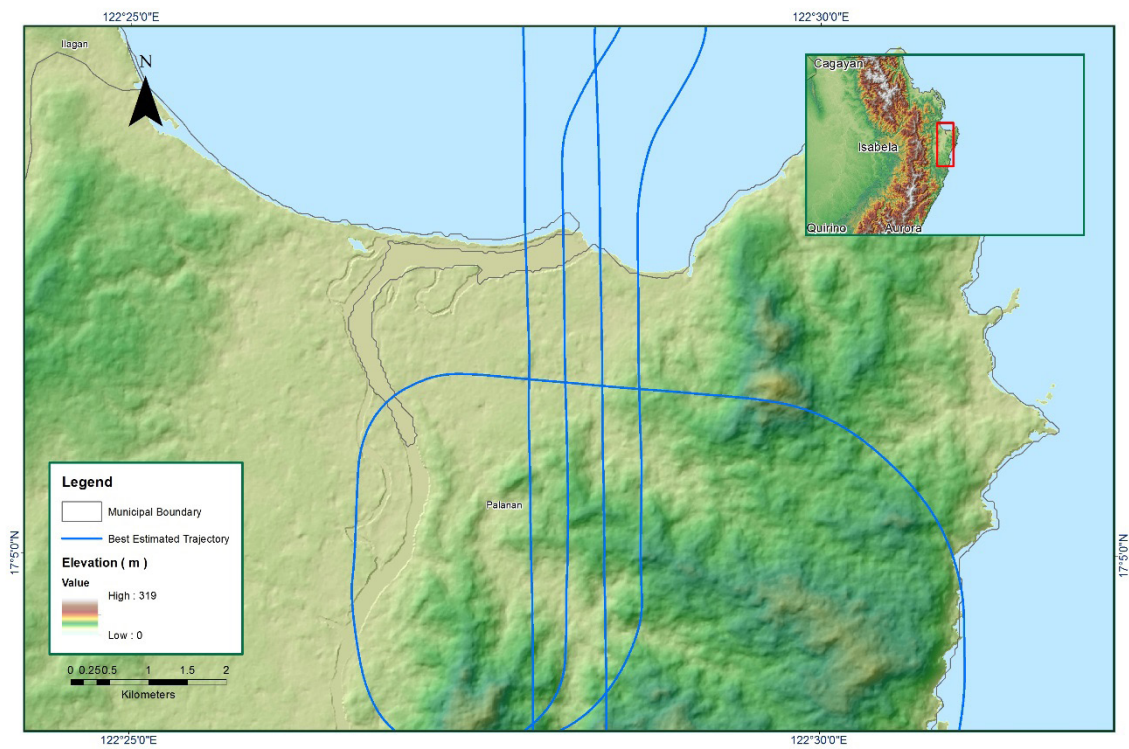 122°25'0"E 122°30'0"E
Ilagan
N
Cagayan
Isabela
Quirino Aurora
Palanan
17°5'0"N 17°5'0"N
Legend
Municipal Boundary
Best Estimated Trajectory
Elevation ( m )
Value
High : 319
Low : 0
0 0.250.5 1 1.5 2
Kilometers
122°25'0"E 122°30'0"E